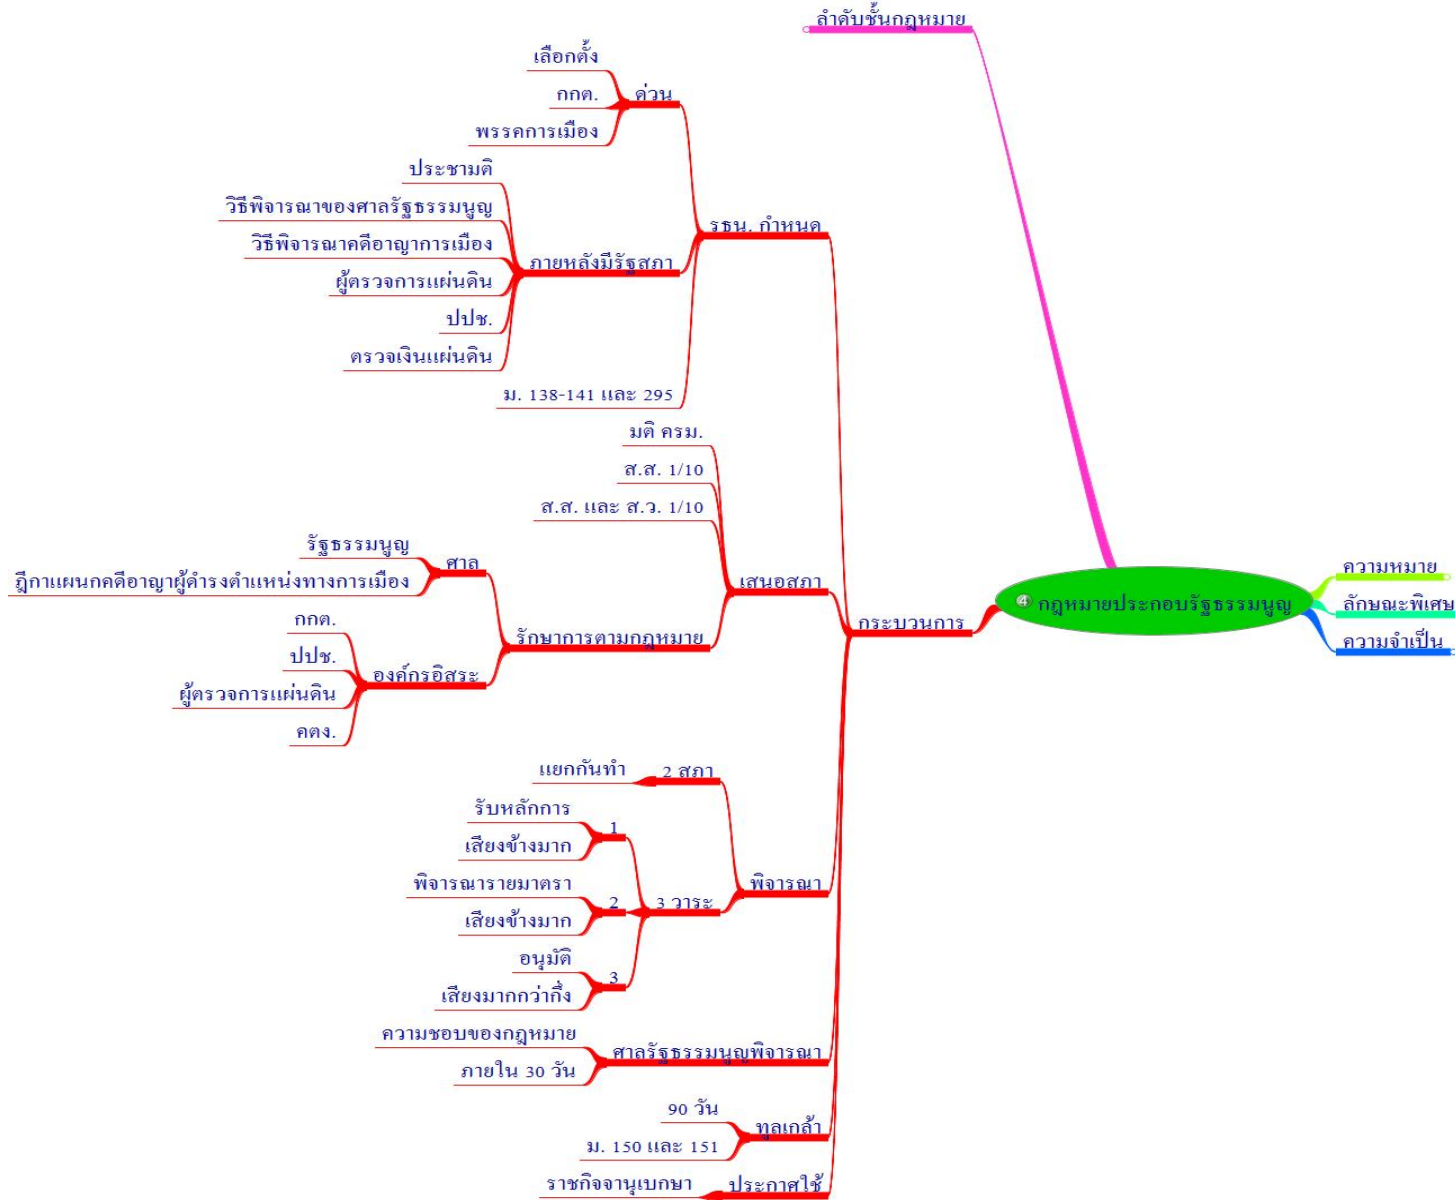 ลำดับชั้นกฎหมาย
เลือกตั้ง
กกต.
ด่วน
พรรคการเมือง
ประชามติ
วิธีพิจารณาของศาลรัฐธรรมนูญ
รธน. กำหนด
วิธีพิจารณาคดีอาญาการเมือง
ภายหลังมีรัฐสภา
ผู้ตรวจการแผ่นดิน
ปปช.
ตรวจเงินแผ่นดิน
ม. 138-141 และ 295
มติ ครม.
ส.ส. 1/10
ส.ส. และ ส.ว. 1/10
รัฐธรรมนูญ
ศาล
ฎีกาแผนกคดีอาญาผู้ดำรงตำแหน่งทางการเมือง
เสนอสภา
กกต.
รักษาการตามกฎหมาย
ปปช.
องค์กรอิสระ
ผู้ตรวจการแผ่นดิน
คตง.
กระบวนการ
④ กฎหมายประกอบรัฐธรรมนูญ
ความหมาย
ลักษณะพิเศษ
ความจำเป็น
แยกกันทำ
2 สภา
รับหลักการ
1
เสียงข้างมาก
พิจารณารายมาตรา
พิจารณา
2
3 วาระ
เสียงข้างมาก
อนุมัติ
3
เสียงมากกว่ากึ่ง
ความชอบของกฎหมาย
ศาลรัฐธรรมนูญพิจารณา
ภายใน 30 วัน
90 วัน
ทูลเกล้า
ม. 150 และ 151
ราชกิจจานุเบกษา
ประกาศใช้